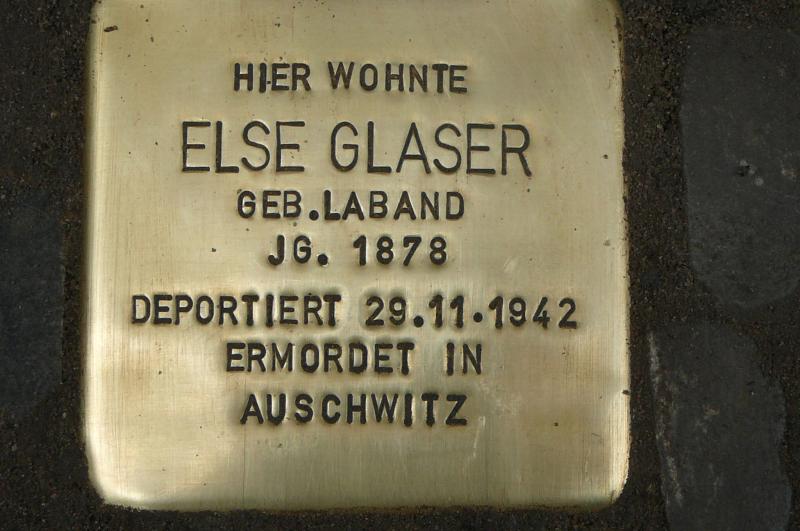 HIER WOHNTE
ELSE GLASER
GEB.LABAND
JG. 1878
DEPORTIERT 29.11.1942
ERMORDET IN
AUSCHWITZ